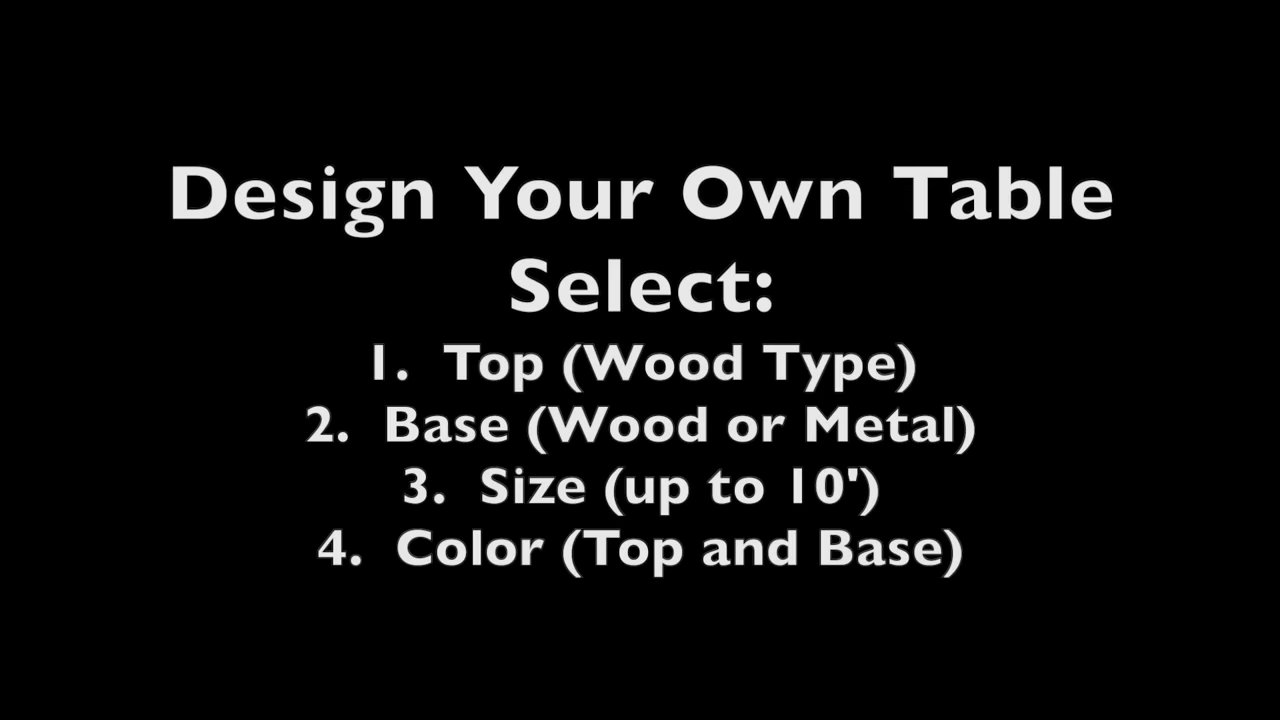 Design Your Own Table
Select:
1. Top (Wood Type)
2. Base (Wood or Metal)
3. Size (up to 10')
4. Color (Top and Base)